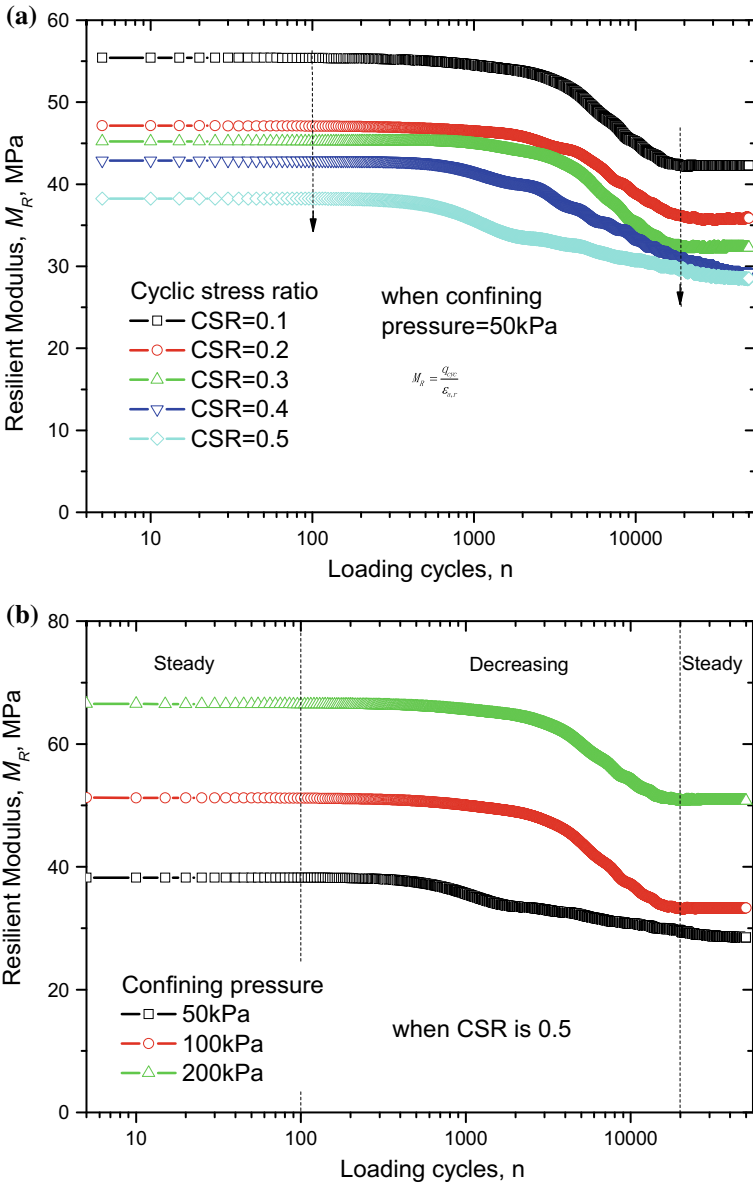 (a)
60
50
40
30
20
10
0
Resilient Modulus, M_R, MPa
Cyclic stress ratio
CSR=0.1
CSR=0.2
CSR=0.3
CSR=0.4
CSR=0.5
when confining
pressure=50kPa
M_R = q_cyc / ε_a,r
10
100
1000
10000
Loading cycles, n
(b)
80
60
40
20
0
Resilient Modulus, M_R, MPa
Steady
Decreasing
Steady
Confining pressure
50kPa
100kPa
200kPa
when CSR is 0.5
10
100
1000
10000
Loading cycles, n